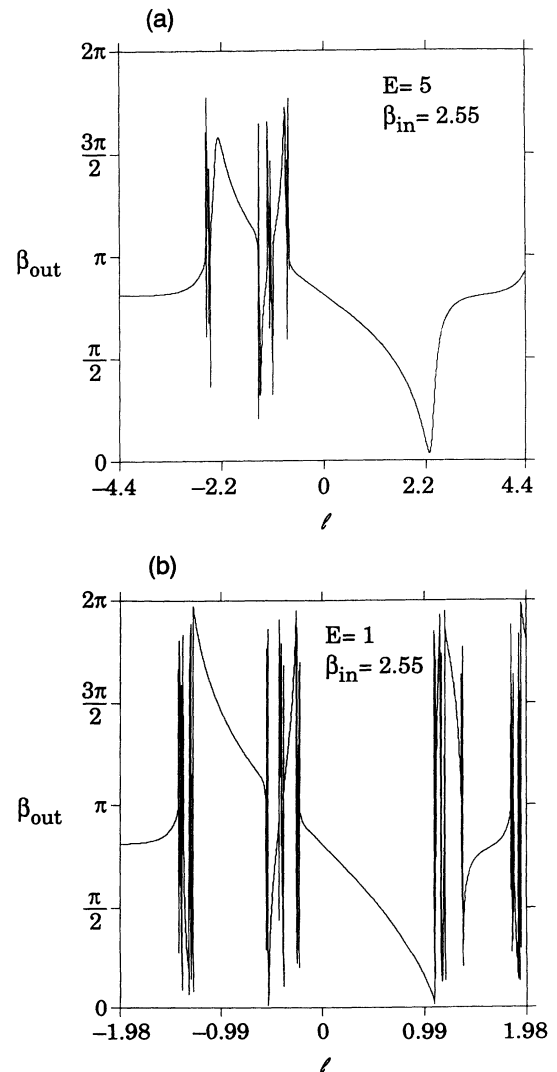 (a)
2π
E= 5
β_in= 2.55
3π/2
β_out
π
π/2
0
−4.4 −2.2 0 2.2 4.4
ℓ
(b)
2π
E= 1
β_in= 2.55
3π/2
β_out
π
π/2
0
−1.98 −0.99 0 0.99 1.98
ℓ